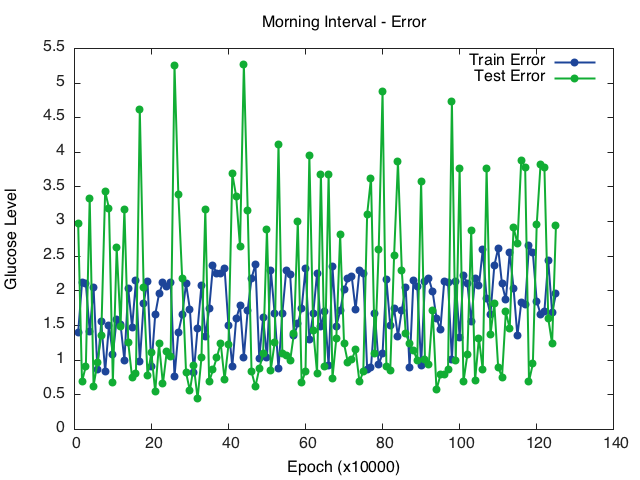 Morning Interval - Error
Train Error
Test Error
5.5
5
4.5
4
3.5
3
2.5
2
1.5
1
0.5
0
Glucose Level
0 20 40 60 80 100 120 140
Epoch (x10000)